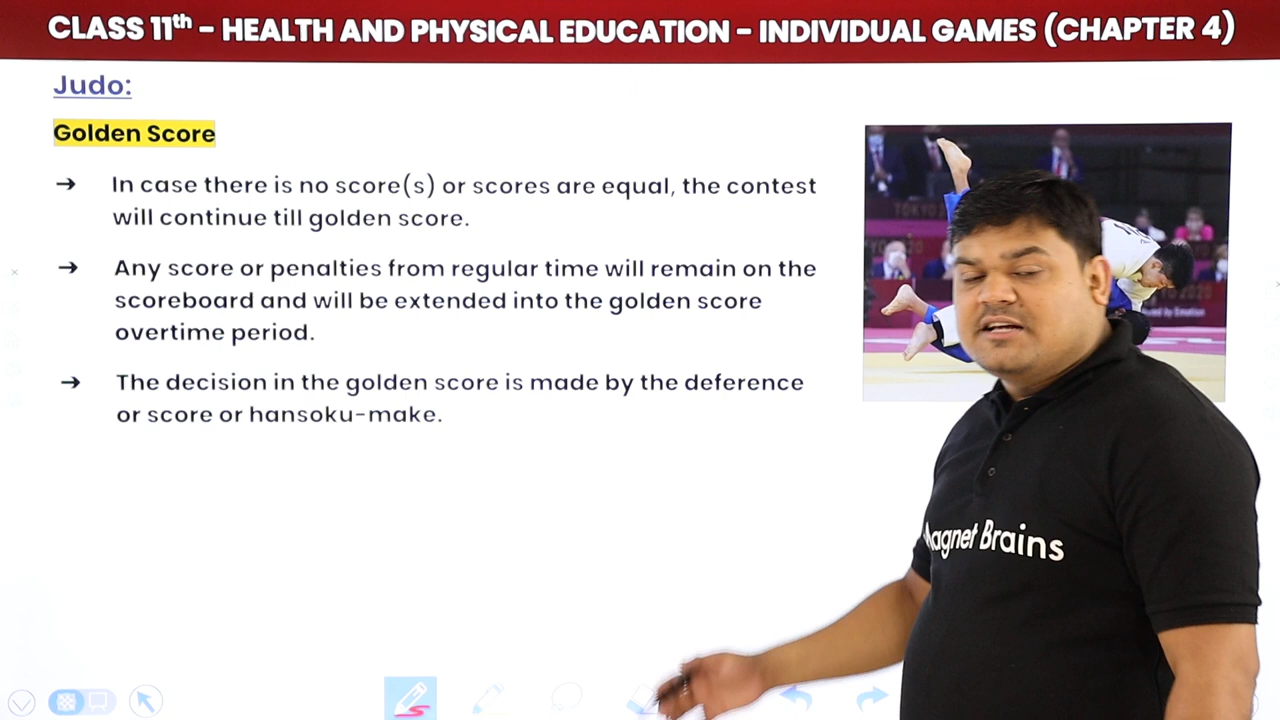 CLASS 11th - HEALTH AND PHYSICAL EDUCATION - INDIVIDUAL GAMES (CHAPTER 4)
Judo:
Golden Score
➔ In case there is no score(s) or scores are equal, the contest
will continue till golden score.
➔ Any score or penalties from regular time will remain on the
scoreboard and will be extended into the golden score
overtime period.
➔ The decision in the golden score is made by the deference
or score or hansoku-make.
Brains